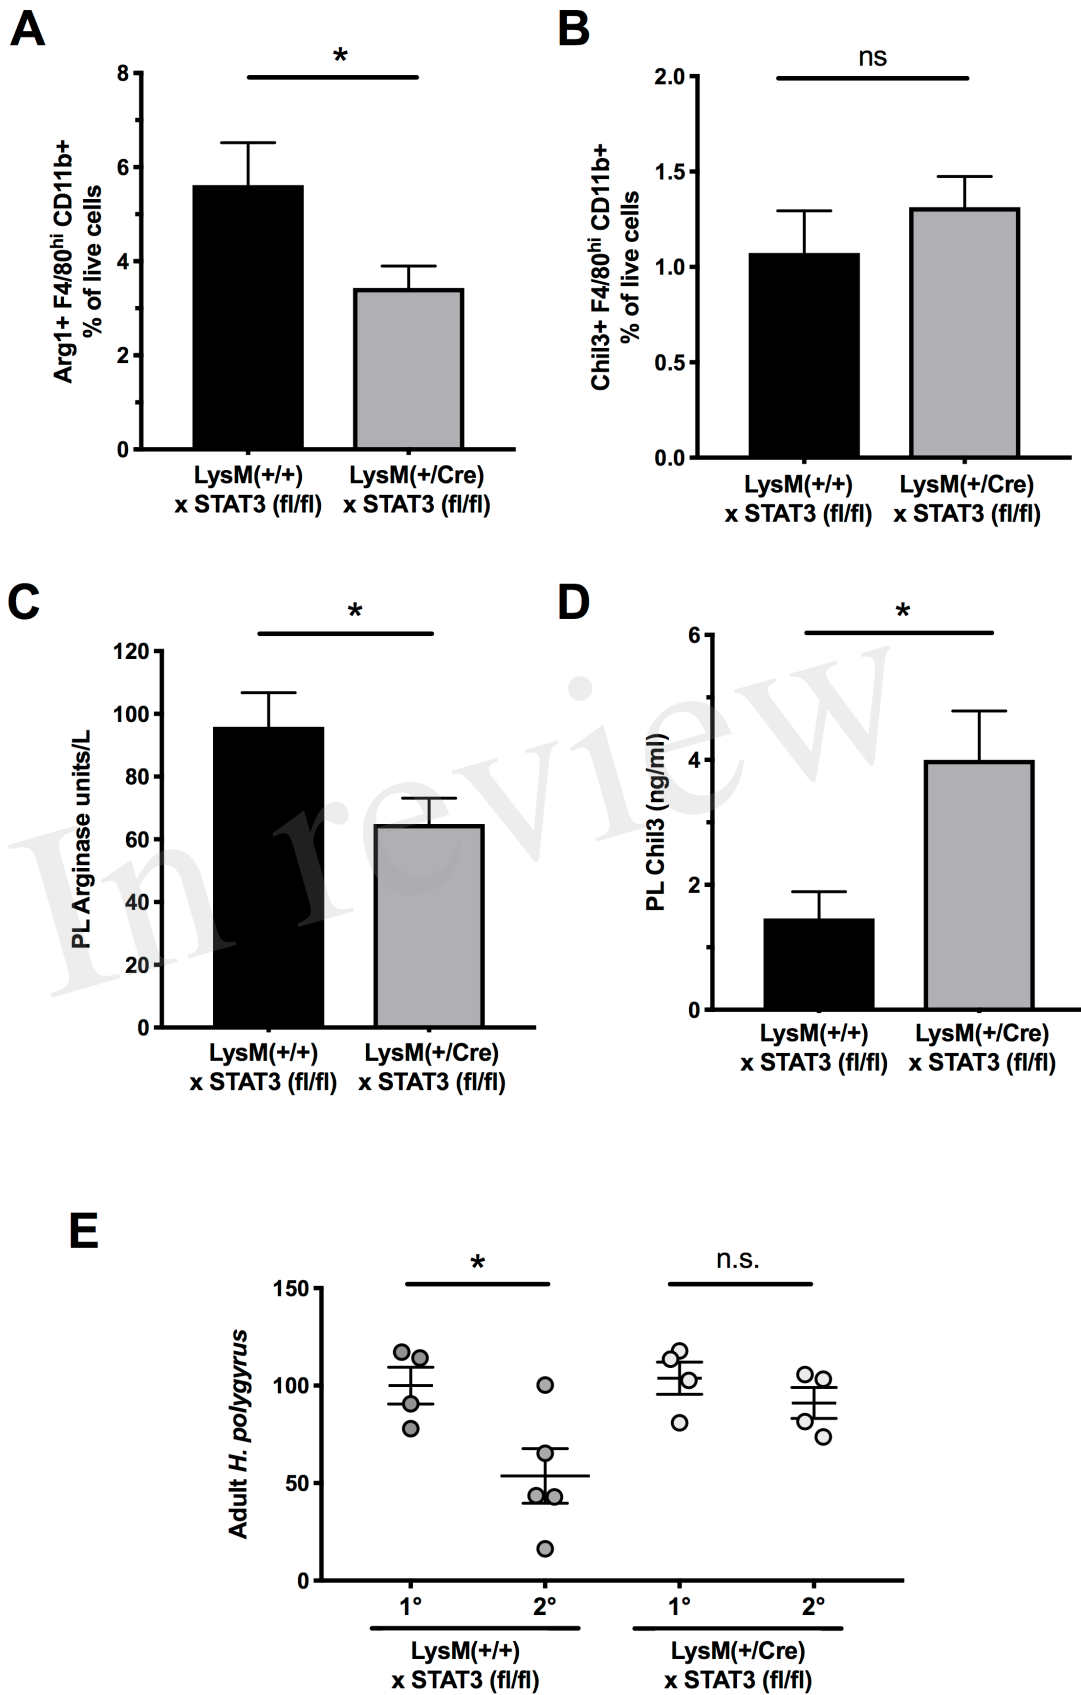 A
*
8
6
4
2
0
Arg1+ F4/80hi CD11b+
% of live cells
LysM(+/+)
x STAT3 (fl/fl)
LysM(+/Cre)
x STAT3 (fl/fl)
B
ns
2.0
1.5
1.0
0.5
0.0
Chil3+ F4/80hi CD11b+
% of live cells
LysM(+/+)
x STAT3 (fl/fl)
LysM(+/Cre)
x STAT3 (fl/fl)
C
*
120
100
80
60
40
20
0
PL Arginase units/L
LysM(+/+)
x STAT3 (fl/fl)
LysM(+/Cre)
x STAT3 (fl/fl)
D
*
6
4
2
0
PL Chil3 (ng/ml)
LysM(+/+)
x STAT3 (fl/fl)
LysM(+/Cre)
x STAT3 (fl/fl)
In review
E
*
n.s.
150
100
50
0
Adult H. polygyrus
1°
2°
1°
2°
LysM(+/+)
x STAT3 (fl/fl)
LysM(+/Cre)
x STAT3 (fl/fl)